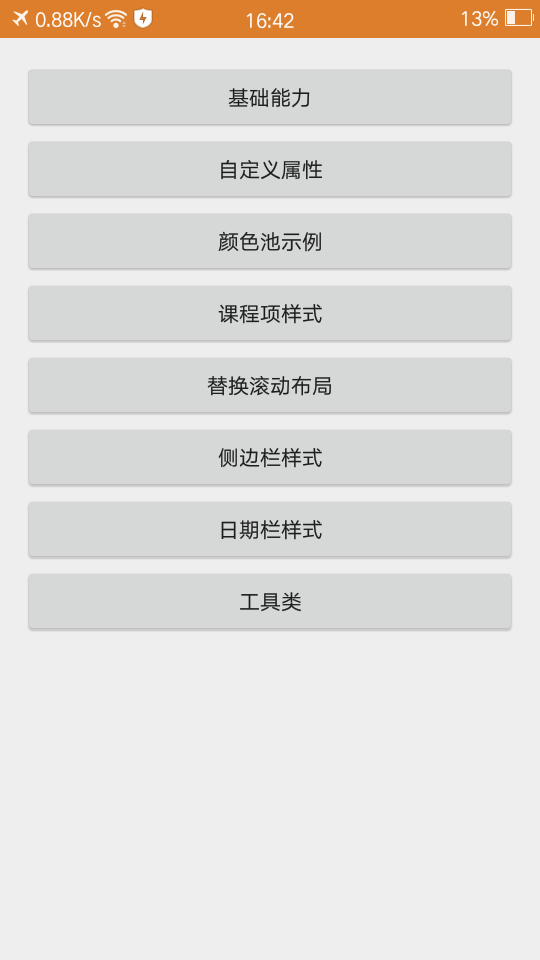 0.88K/s 16:42 13%
基础能力
自定义属性
颜色池示例
课程项样式
替换滚动布局
侧边栏样式
日期栏样式
工具类